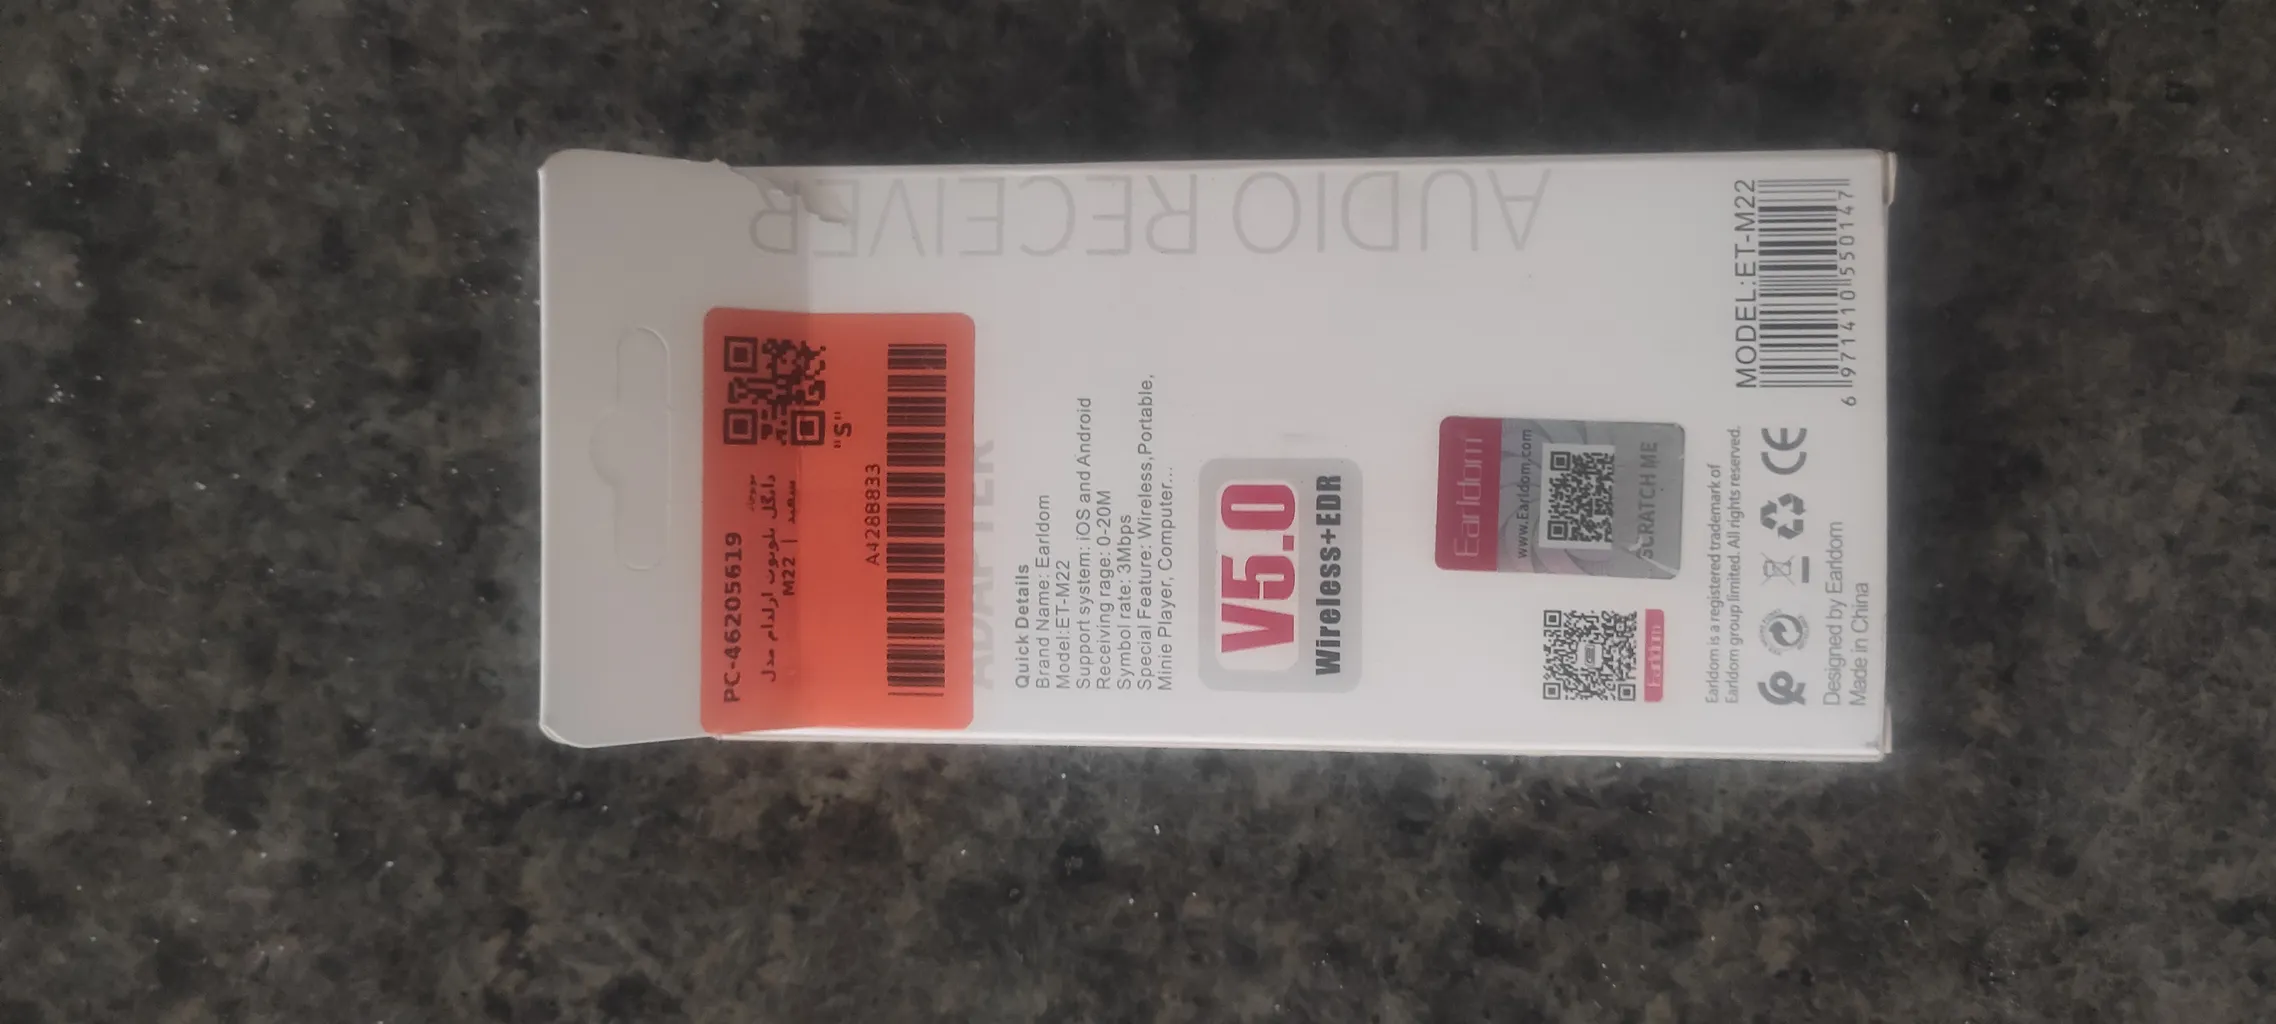 PC-46205619
دانگل بلوتوث ارلدام مدل
M22 | سفید
"S"
A4288833
AUDIO RECEIVER
Quick Details
Brand Name: Earldom
Model:ET-M22
Support system: iOS and Android
Receiving rage: 0-20M
Symbol rate: 3Mbps
Special Feature: Wireless,Portable,
Minie Player, Computer...
V5.0
Wireless+EDR
Earldom
www.Earldom.com
SCRATCH ME
Earldom
MODEL:ET-M22
6 971410 550147
Earldom is a registered trademark of
Earldom group limited. All rights reserved.
CE
Designed by Earldom
Made in China